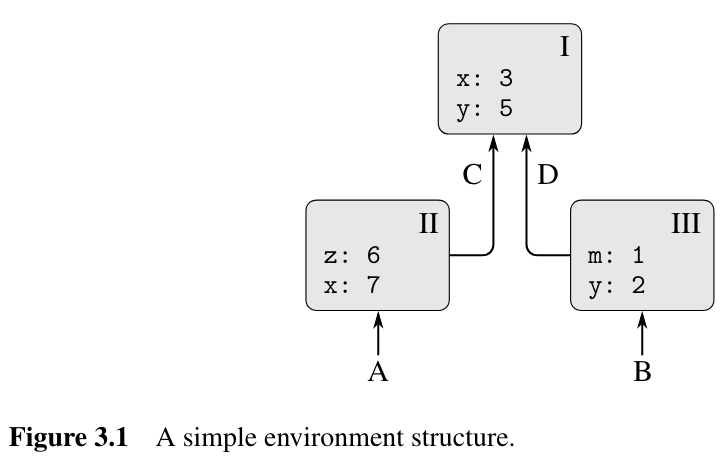 I
x: 3
y: 5
C
D
II
z: 6
x: 7
III
m: 1
y: 2
A
B
Figure 3.1 A simple environment structure.